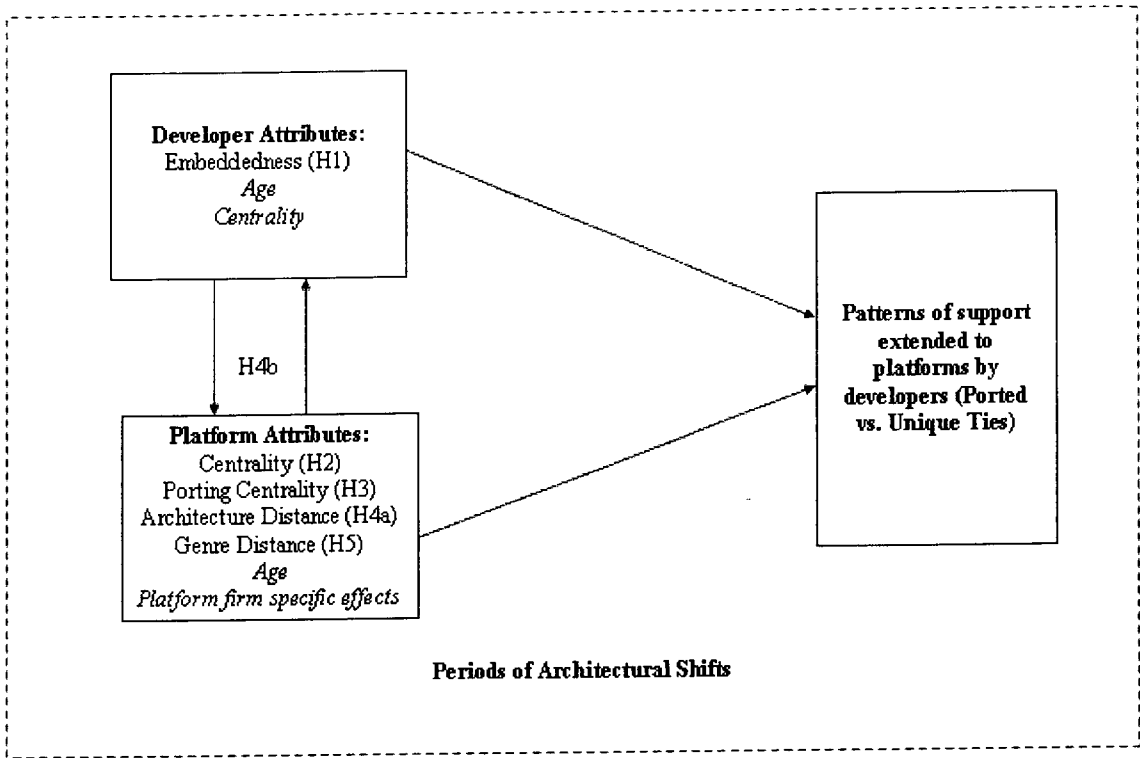 Developer Attributes:
Embeddedness (H1)
Age
Centrality
H4b
Platform Attributes:
Centrality (H2)
Porting Centrality (H3)
Architecture Distance (H4a)
Genre Distance (H5)
Age
Platform firm specific effects
Patterns of support
extended to
platforms by
developers (Ported
vs. Unique Ties)
Periods of Architectural Shifts